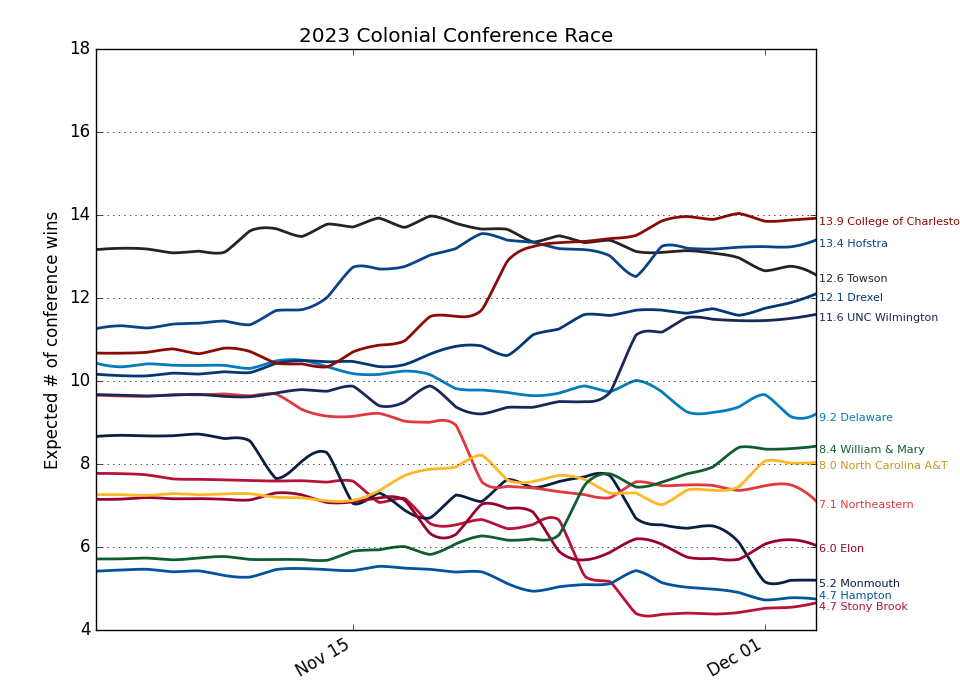 2023 Colonial Conference Race
Expected # of conference wins
18
16
14
12
10
8
6
4
Nov 15
Dec 01
13.9 College of Charlesto
13.4 Hofstra
12.6 Towson
12.1 Drexel
11.6 UNC Wilmington
9.2 Delaware
8.4 William & Mary
8.0 North Carolina A&T
7.1 Northeastern
6.0 Elon
5.2 Monmouth
4.7 Hampton
4.7 Stony Brook